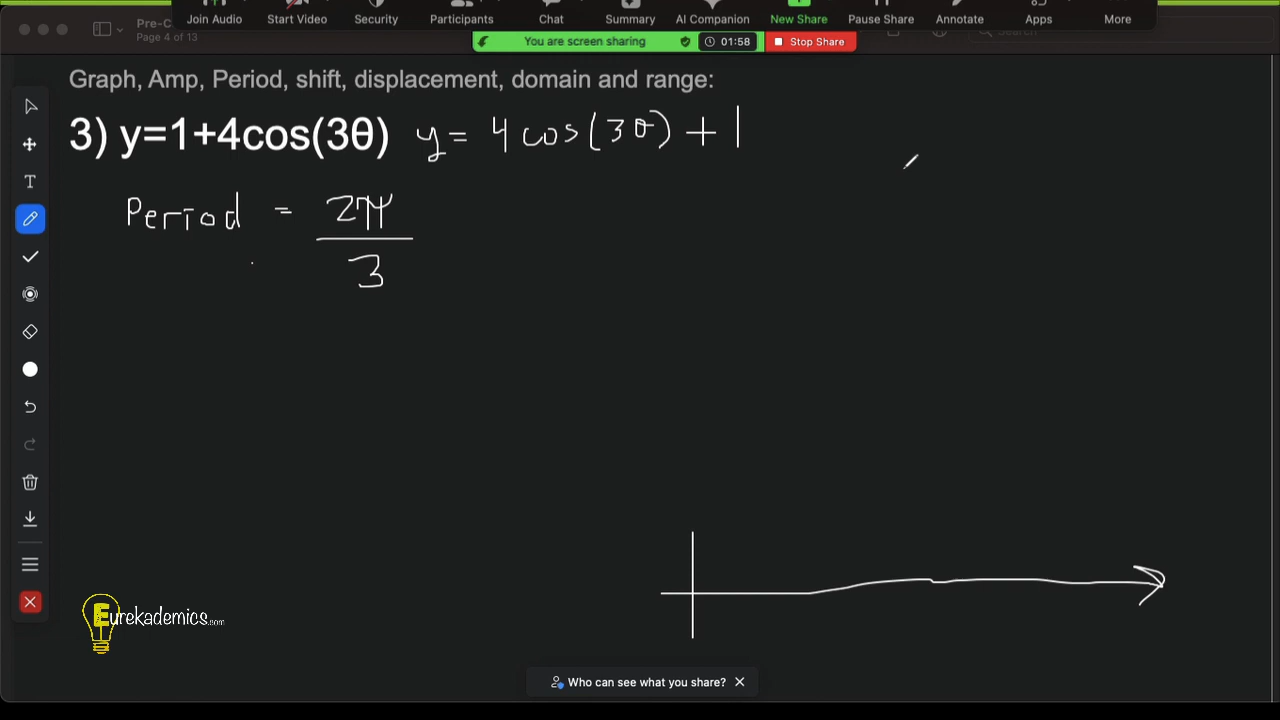 Join Audio Start Video Security Participants Chat Summary AI Companion New Share Pause Share Annotate Apps More
Pre-C
Page 4 of 13
You are screen sharing 01:58 Stop Share
Search
Graph, Amp, Period, shift, displacement, domain and range:
3) y=1+4cos(3θ) y= 4 cos(3θ) + 1
Period = 2π
3
T
Eurekademics.com
Who can see what you share?